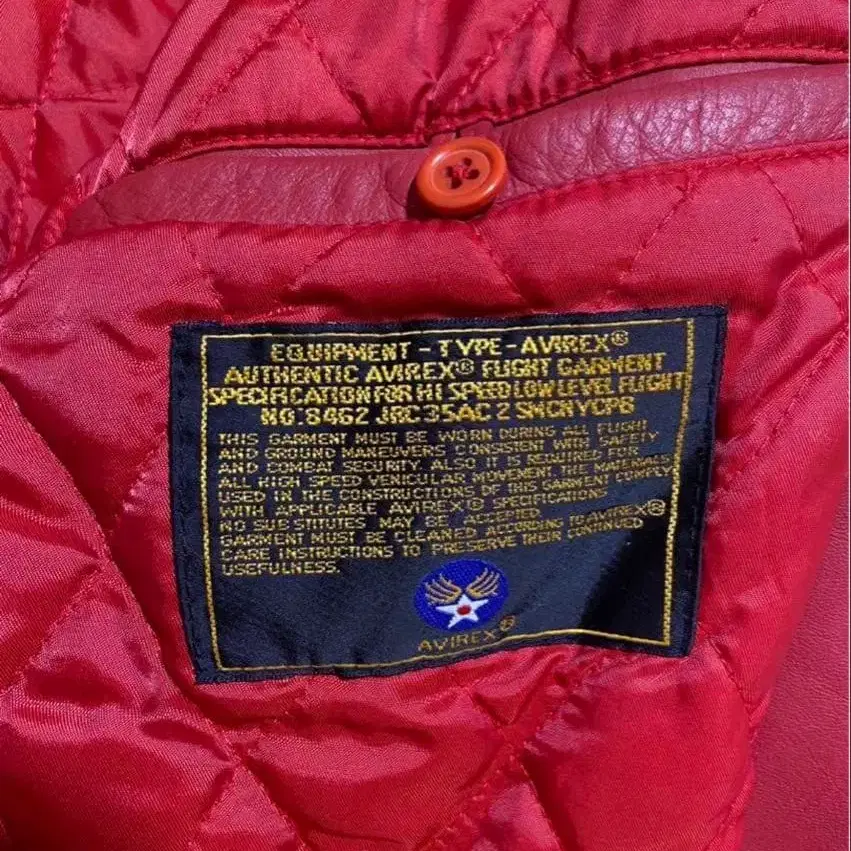 EQUIPMENT - TYPE - AVIREX®
AUTHENTIC AVIREX® FLIGHT GARMENT
SPECIFICATION FOR HI SPEED LOW LEVEL FLIGHT
NO.8462 JRC35AC2 SMCNYCPB
THIS GARMENT MUST BE WORN DURING ALL FLIGHT
AND GROUND MANEUVERS CONSISTENT WITH SAFETY
AND COMBAT SECURITY. ALSO IT IS REQUIRED FOR
ALL HIGH SPEED VENICULAR MOVEMENT. THE MATERIALS
USED IN THE CONSTRUCTIONS OF THIS GARMENT COMPLY
WITH APPLICABLE AVIREX® SPECIFICATIONS
NO SUBSTITUTES MAY BE ACCEPTED
GARMENT MUST BE CLEANED ACCORDING TO AVIREX®
CARE INSTRUCTIONS TO PRESERVE THEIR CONTINUED
USEFULNESS.
AVIREX®